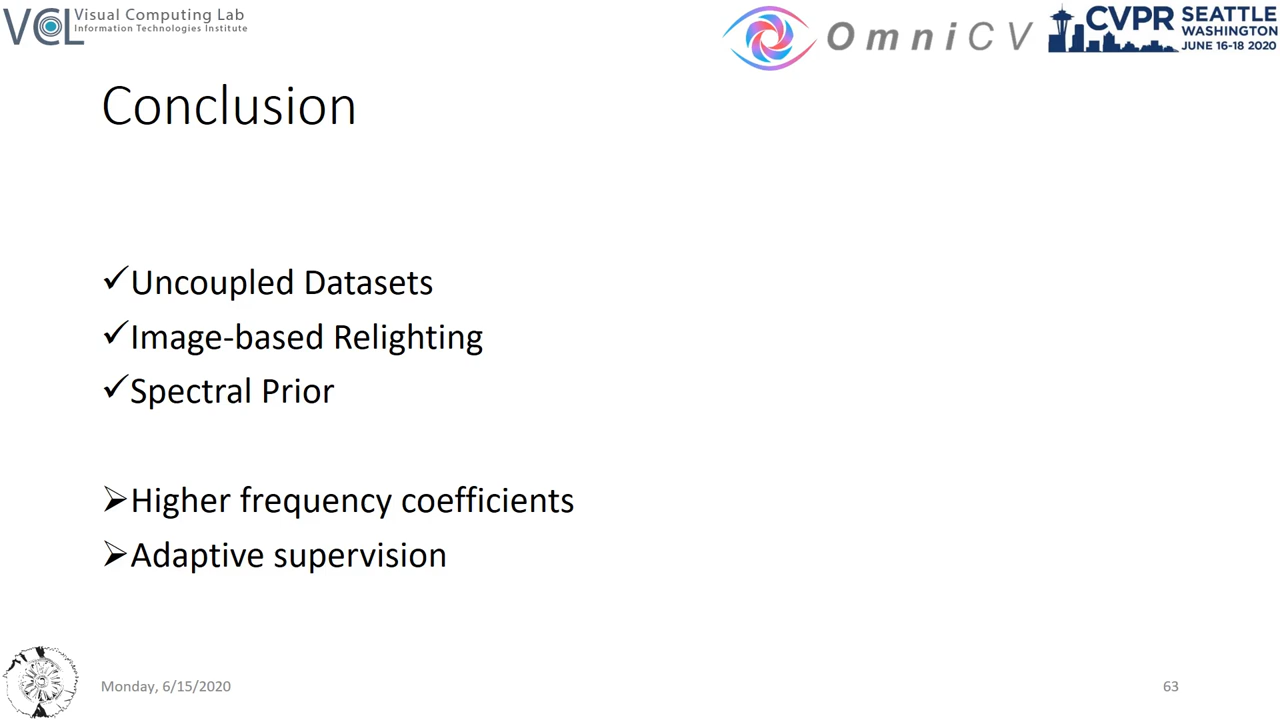 VCL Visual Computing Lab
Information Technologies Institute
OmniCV
CVPR SEATTLE
WASHINGTON
JUNE 16-18 2020
Conclusion
✓Uncoupled Datasets
✓Image-based Relighting
✓Spectral Prior
➢Higher frequency coefficients
➢Adaptive supervision
Monday, 6/15/2020
63